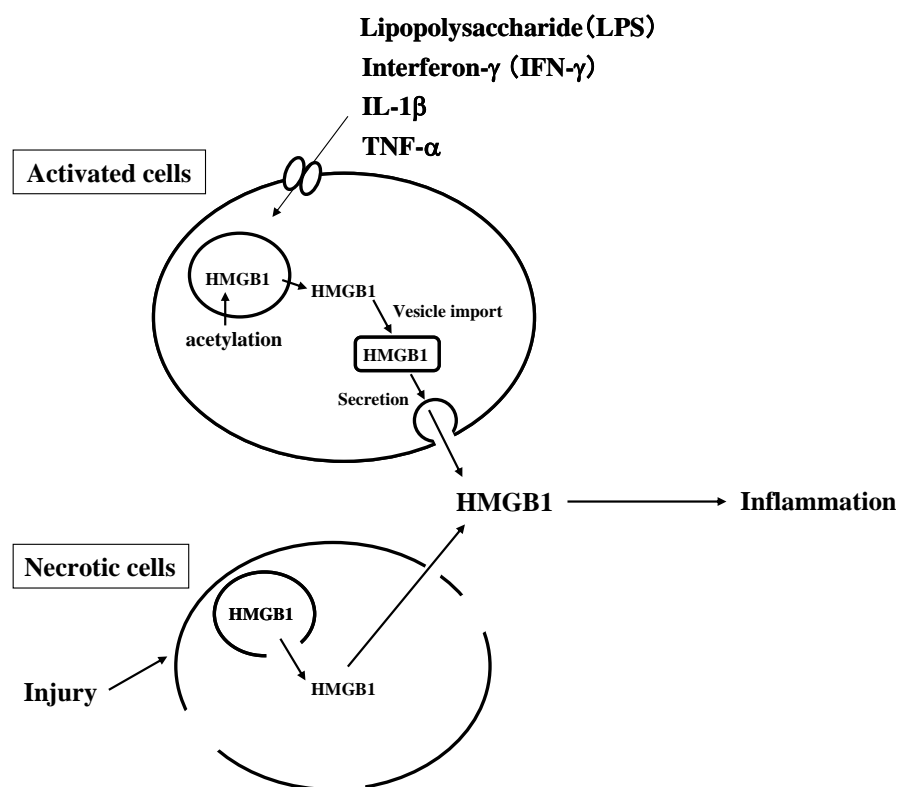 Lipopolysaccharide(LPS)
Interferon-γ (IFN-γ)
IL-1β
TNF-α
Activated cells
HMGB1
HMGB1
Vesicle import
acetylation
HMGB1
Secretion
HMGB1
Inflammation
Necrotic cells
HMGB1
HMGB1
Injury